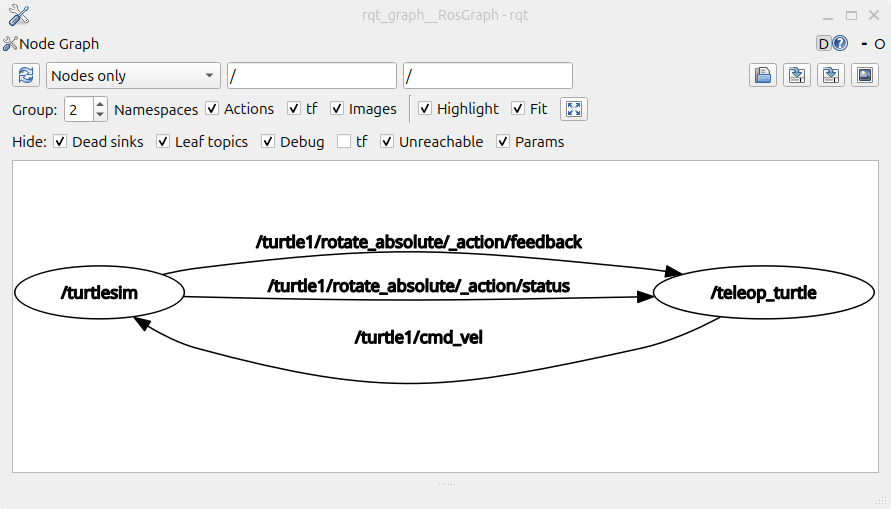 rqt_graph__RosGraph - rqt
Node Graph
D
- O
Nodes only
/
/
Group: 2 Namespaces Actions tf Images Highlight Fit
Hide: Dead sinks Leaf topics Debug tf Unreachable Params
/turtle1/rotate_absolute/_action/feedback
/turtlesim
/turtle1/rotate_absolute/_action/status
/teleop_turtle
/turtle1/cmd_vel